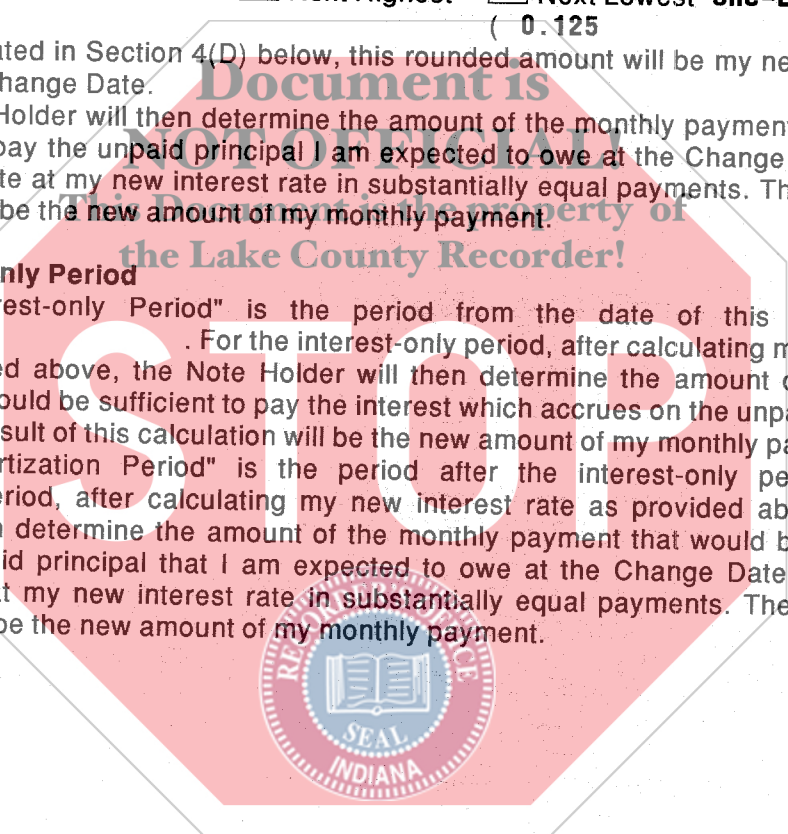 Next Highest Next Lowest One-
( 0.125
ated in Section 4(D) below, this rounded amount will be my ne
hange Date.
Document is
Holder will then determine the amount of the monthly payment
NOT OFFICIAL!
pay the unpaid principal I am expected to owe at the Change
te at my new interest rate in substantially equal payments. Th
This Document is the property of
be the new amount of my monthly payment.
the Lake County Recorder!
nly Period
rest-only Period" is the period from the date of this
. For the interest-only period, after calculating m
ed above, the Note Holder will then determine the amount o
ould be sufficient to pay the interest which accrues on the unpa
sult of this calculation will be the new amount of my monthly pa
rtization Period" is the period after the interest-only pe
eriod, after calculating my new interest rate as provided ab
n determine the amount of the monthly payment that would b
id principal that I am expected to owe at the Change Date
t my new interest rate in substantially equal payments. The
be the new amount of my monthly payment.
STOP
SEAL
INDIANA